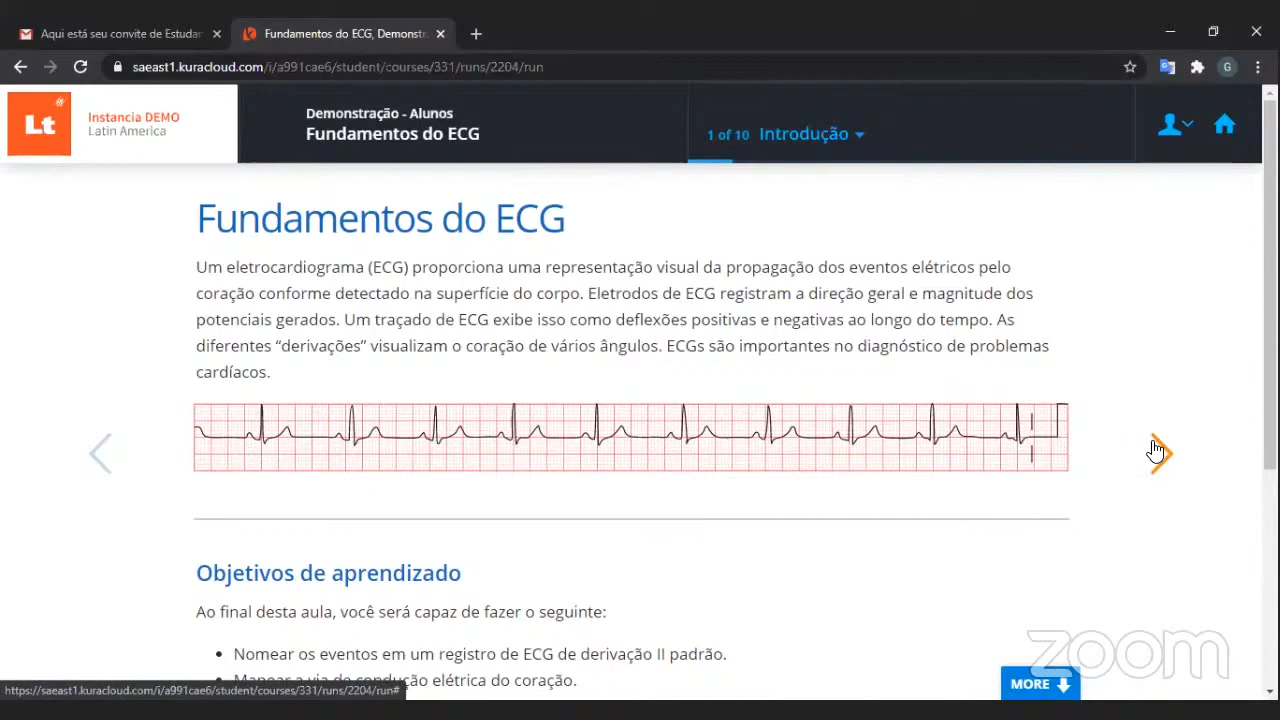 Aqui está seu convite de Estudar
Fundamentos do ECG, Demonstr
saeast1.kuracloud.com/i/a991cae6/student/courses/331/runs/2204/run
G
Lt
Instancia DEMO
Latin America
Demonstração - Alunos
Fundamentos do ECG
1 of 10 Introdução
Fundamentos do ECG
Um eletrocardiograma (ECG) proporciona uma representação visual da propagação dos eventos elétricos pelo
coração conforme detectado na superfície do corpo. Eletrodos de ECG registram a direção geral e magnitude dos
potenciais gerados. Um traçado de ECG exibe isso como deflexões positivas e negativas ao longo do tempo. As
diferentes “derivações” visualizam o coração de vários ângulos. ECGs são importantes no diagnóstico de problemas
cardíacos.
Objetivos de aprendizado
Ao final desta aula, você será capaz de fazer o seguinte:
Nomear os eventos em um registro de ECG de derivação II padrão.
Mapear a via de condução elétrica do coração.
MORE
zoom
https://saeast1.kuracloud.com/i/a991cae6/student/courses/331/runs/2204/run#